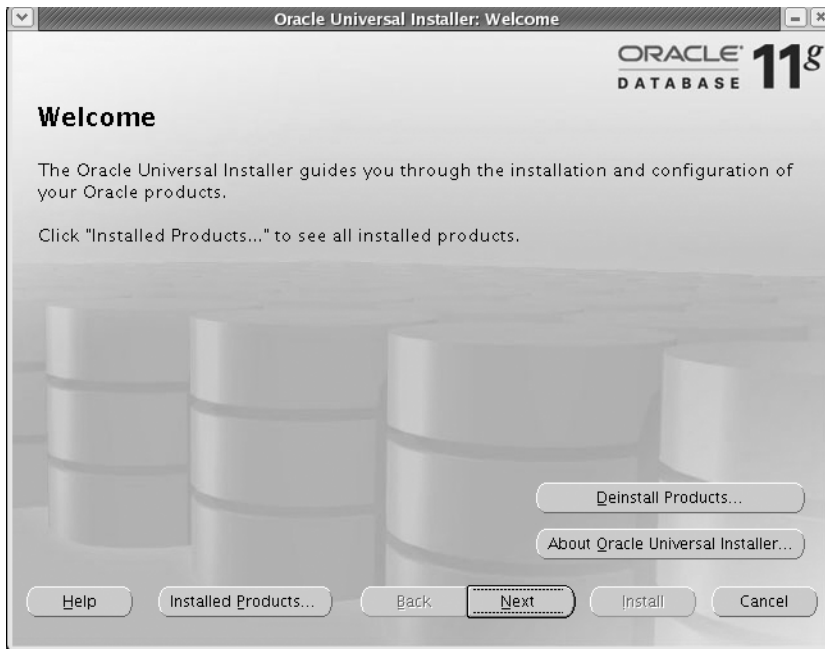 Oracle Universal Installer: Welcome
ORACLE 11g
DATABASE
Welcome
The Oracle Universal Installer guides you through the installation and configuration of
your Oracle products.
Click "Installed Products..." to see all installed products.
Deinstall Products...
About Oracle Universal Installer...
Help Installed Products... Back Next Install Cancel